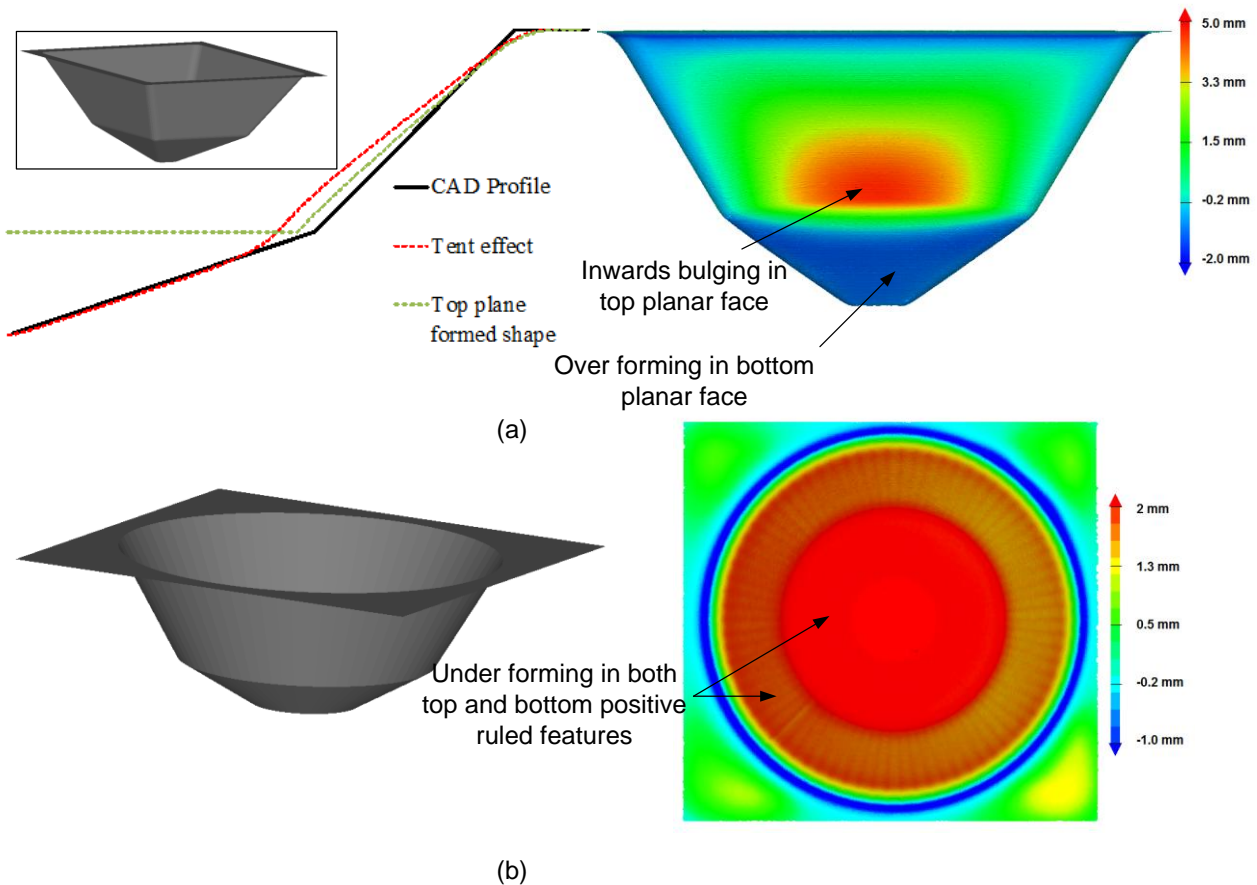 CAD Profile
Tent effect
Top plane
formed shape
5.0 mm
3.3 mm
1.5 mm
-0.2 mm
-2.0 mm
Inwards bulging in
top planar face
Over forming in bottom
planar face
(a)
Under forming in both
top and bottom positive
ruled features
2 mm
1.3 mm
0.5 mm
-0.2 mm
-1.0 mm
(b)